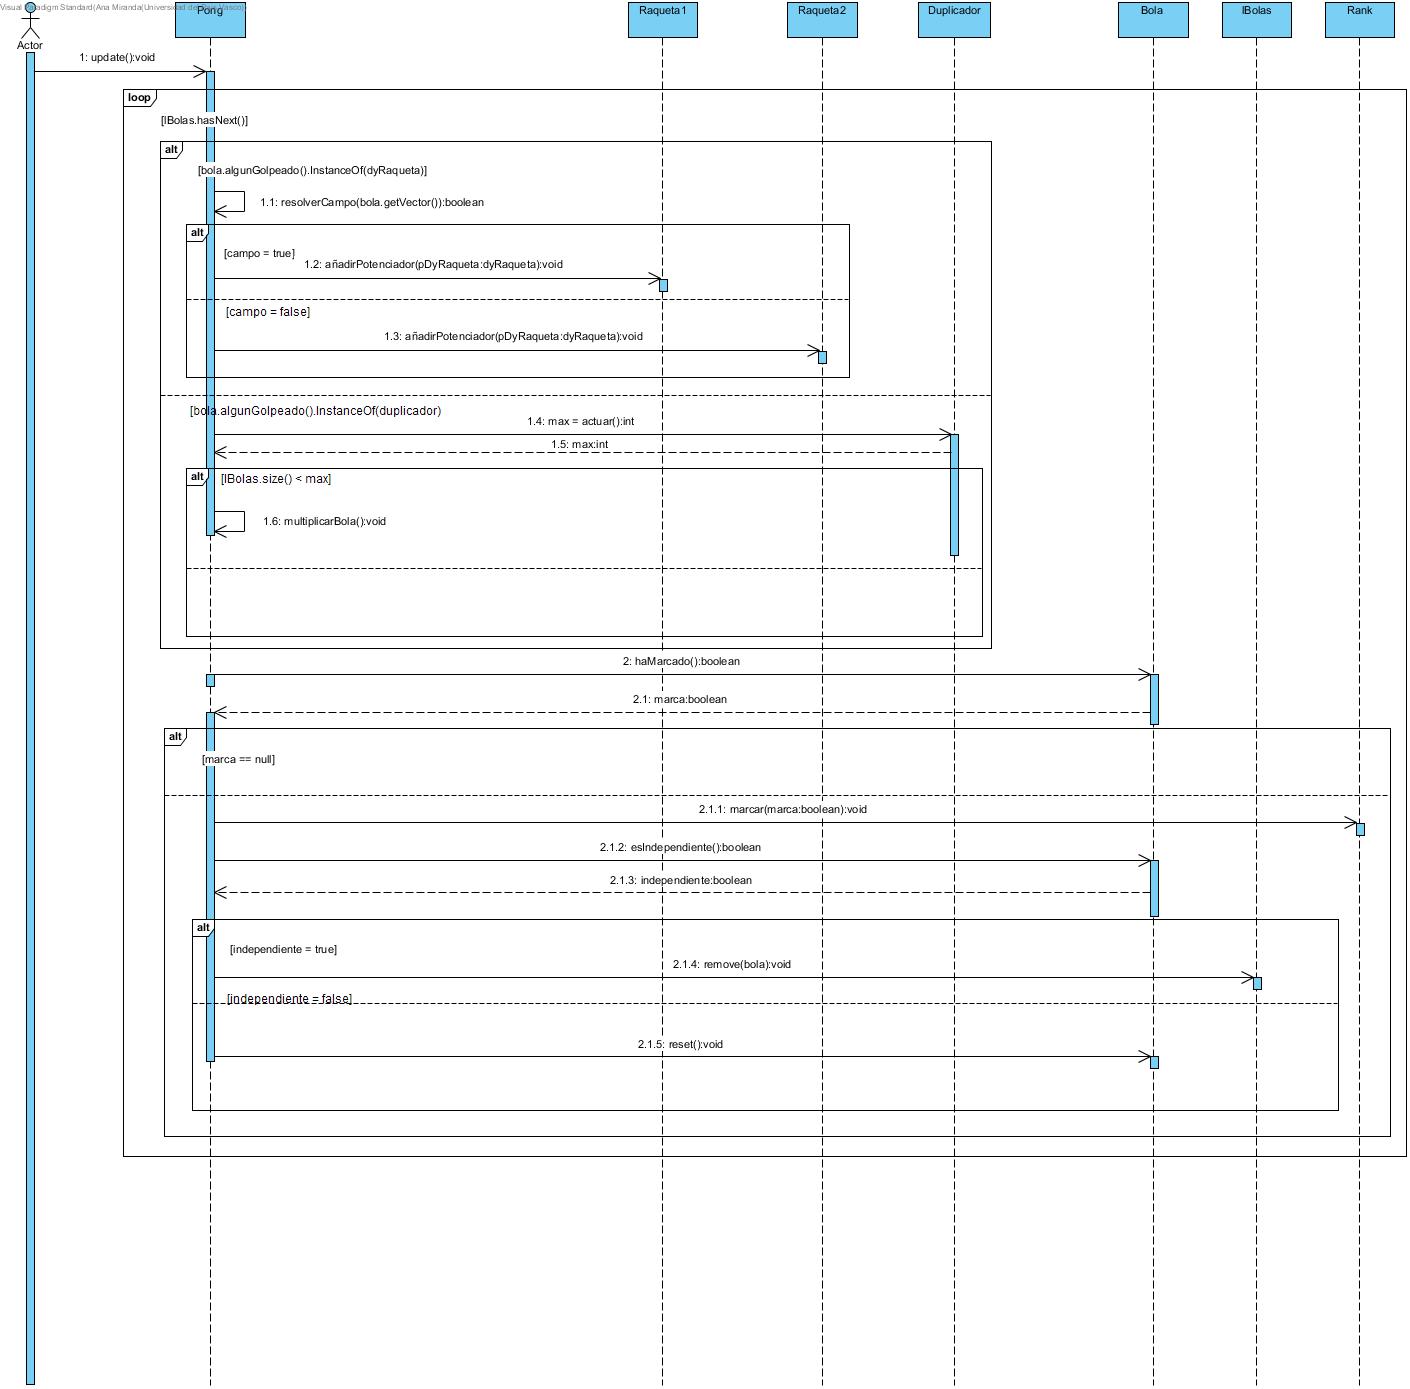 Visual Paradigm Standard(Ana Miranda(Universidad del Pais Vasco))
Actor
Pong
Raqueta1
Raqueta2
Duplicador
Bola
lBolas
Rank
1: update():void
loop
[lBolas.hasNext()]
alt
[bola.algunGolpeado().InstanceOf(dyRaqueta)]
1.1: resolverCampo(bola.getVector()):boolean
alt
[campo = true]
1.2: añadirPotenciador(pDyRaqueta:dyRaqueta):void
[campo = false]
1.3: añadirPotenciador(pDyRaqueta:dyRaqueta):void
[bola.algunGolpeado().InstanceOf(duplicador)
1.4: max = actuar():int
1.5: max:int
alt
[lBolas.size() < max]
1.6: multiplicarBola():void
2: haMarcado():boolean
2.1: marca:boolean
alt
[marca == null]
2.1.1: marcar(marca:boolean):void
2.1.2: esIndependiente():boolean
2.1.3: independiente:boolean
alt
[independiente = true]
2.1.4: remove(bola):void
[independiente = false]
2.1.5: reset():void